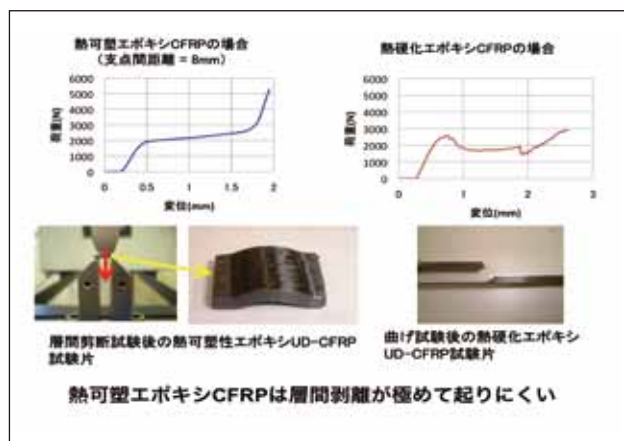 熱可塑エポキシCFRPの場合
(支点間距離 = 8mm)
荷重(N)
6000
5000
4000
3000
2000
1000
0
0
0.5
1
1.5
2
変位(mm)
熱硬化エポキシCFRPの場合
荷重(N)
6000
5000
4000
3000
2000
1000
0
0
1
2
3
変位(mm)
層間剪断試験後の熱可塑性エポキシUD-CFRP
試験片
曲げ試験後の熱硬化エポキシ
UD-CFRP試験片
熱可塑エポキシCFRPは層間剥離が極めて起りにくい